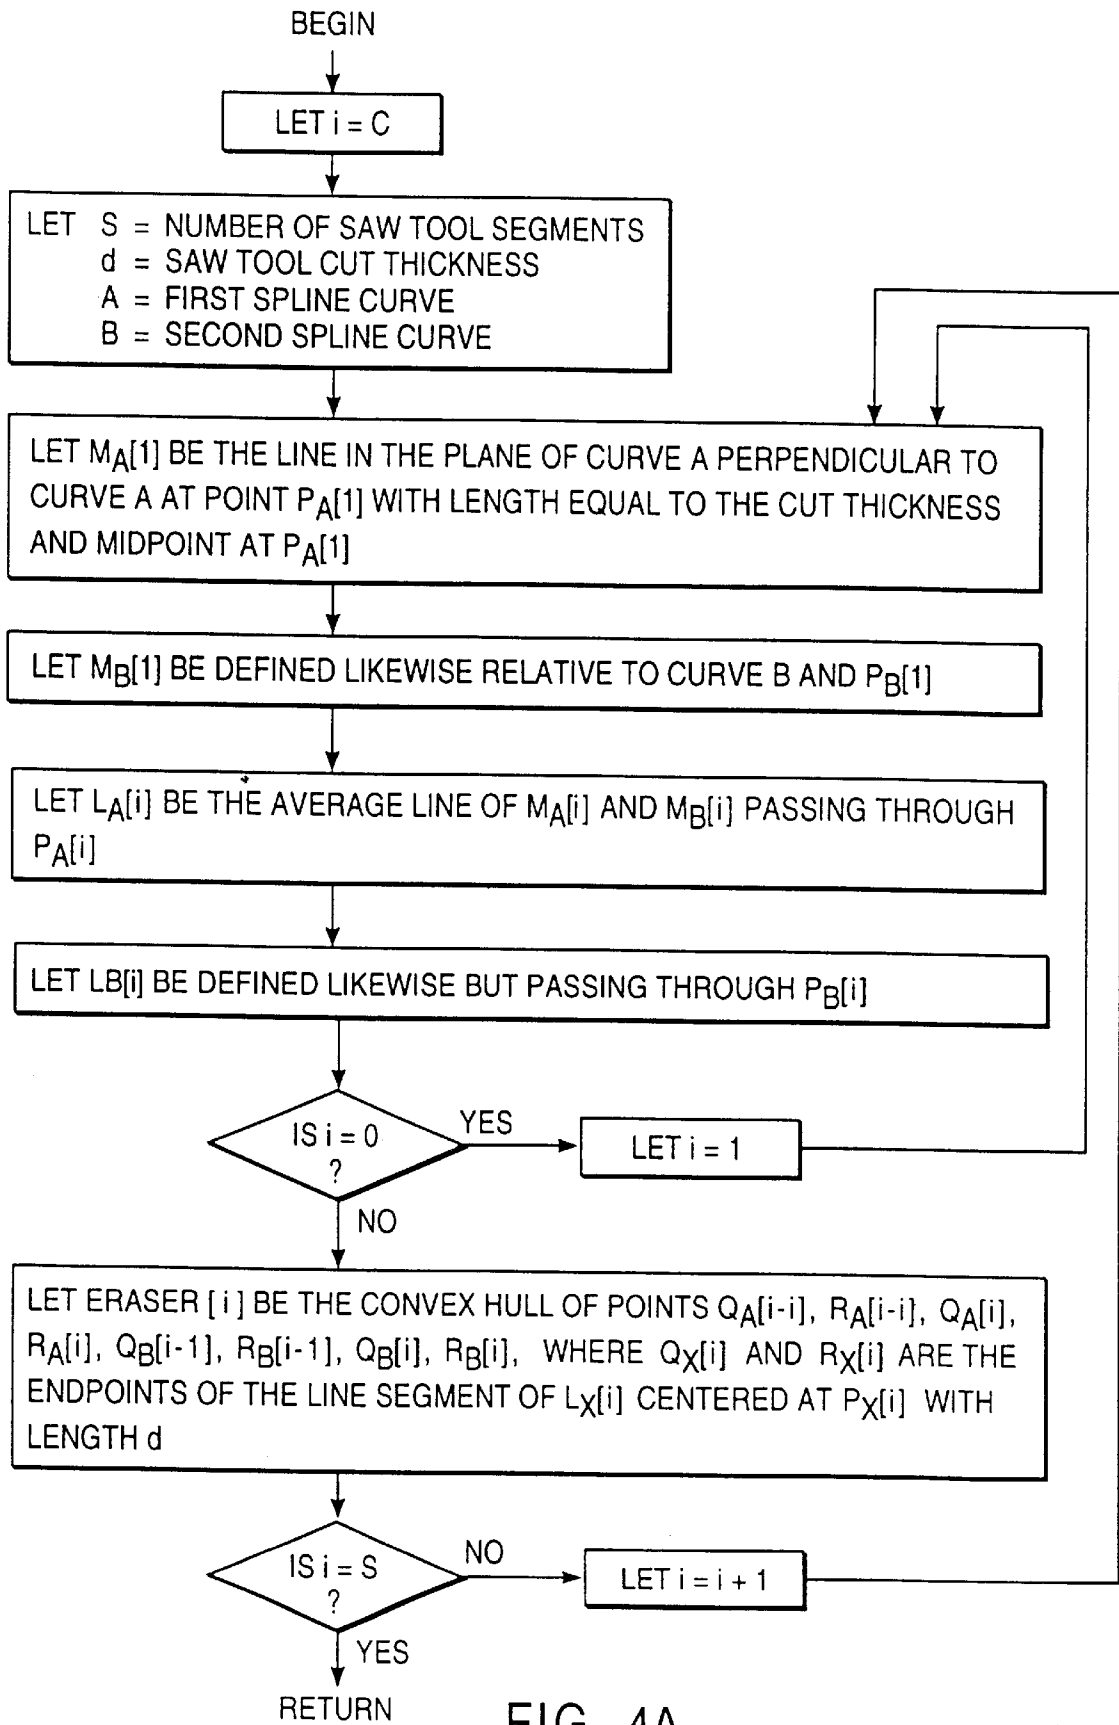 BEGIN
LET i = C
LET S = NUMBER OF SAW TOOL SEGMENTS
d = SAW TOOL CUT THICKNESS
A = FIRST SPLINE CURVE
B = SECOND SPLINE CURVE
LET MA[1] BE THE LINE IN THE PLANE OF CURVE A PERPENDICULAR TO
CURVE A AT POINT PA[1] WITH LENGTH EQUAL TO THE CUT THICKNESS
AND MIDPOINT AT PA[1]
LET MB[1] BE DEFINED LIKEWISE RELATIVE TO CURVE B AND PB[1]
LET LA[i] BE THE AVERAGE LINE OF MA[i] AND MB[i] PASSING THROUGH
PA[i]
LET LB[i] BE DEFINED LIKEWISE BUT PASSING THROUGH PB[i]
IS i = 0
?
YES
LET i = 1
NO
LET ERASER [ i ] BE THE CONVEX HULL OF POINTS QA[i-i], RA[i-i], QA[i],
RA[i], QB[i-1], RB[i-1], QB[i], RB[i], WHERE QX[i] AND RX[i] ARE THE
ENDPOINTS OF THE LINE SEGMENT OF LX[i] CENTERED AT PX[i] WITH
LENGTH d
IS i = S
?
NO
LET i = i + 1
YES
RETURN
FIG. 4A